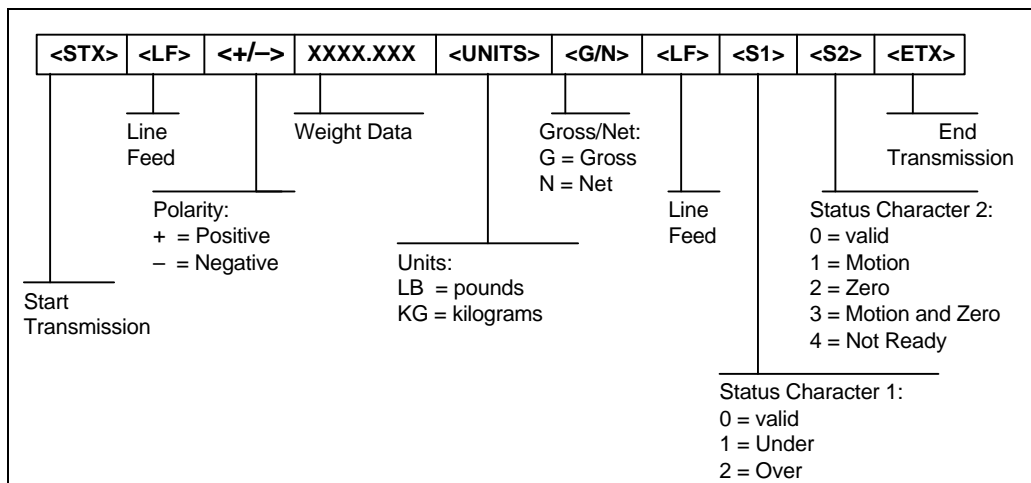 <STX> <LF> <+/–> XXXX.XXX <UNITS> <G/N> <LF> <S1> <S2> <ETX>
Line
Feed
Weight Data
Gross/Net:
G = Gross
N = Net
End
Transmission
Polarity:
+ = Positive
– = Negative
Line
Feed
Status Character 2:
0 = valid
1 = Motion
2 = Zero
3 = Motion and Zero
4 = Not Ready
Units:
LB = pounds
KG = kilograms
Start
Transmission
Status Character 1:
0 = valid
1 = Under
2 = Over